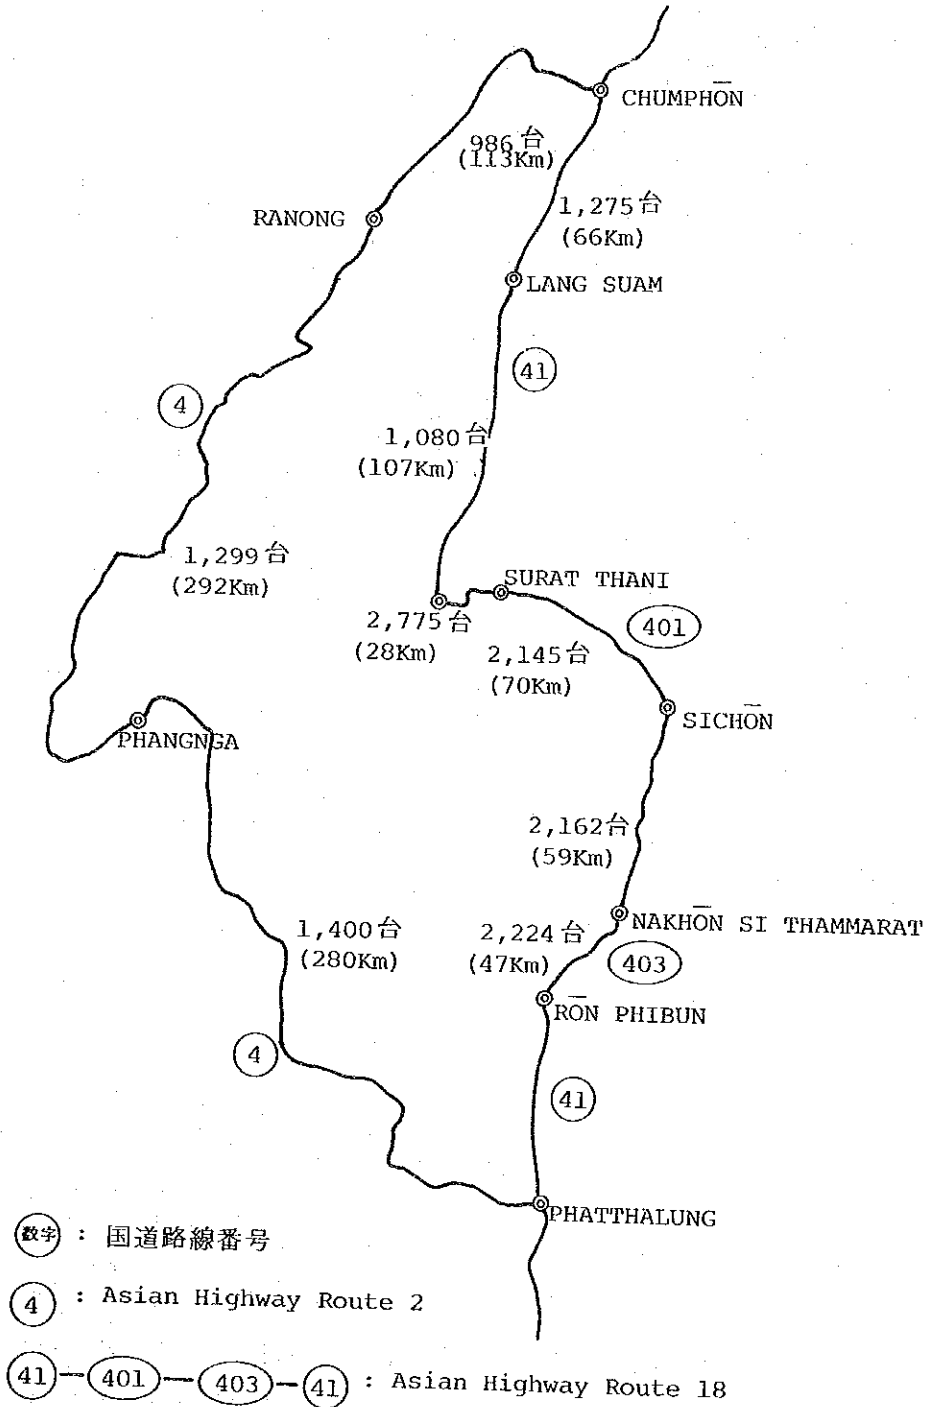 CHUMPHŌN
986台
(113Km)
1,275台
(66Km)
RANONG
LANG SUAM
41
4
1,080台
(107Km)
1,299台
(292Km)
SURAT THANI
2,775台
(28Km)
401
2,145台
(70Km)
SICHŌN
PHANGNGA
2,162台
(59Km)
NAKHŌN SI THAMMARAT
1,400台
(280Km)
2,224台
(47Km)
403
RŌN PHIBUN
4
41
PHATTHALUNG
数字 : 国道路線番号
4 : Asian Highway Route 2
41—401—403—41 : Asian Highway Route 18